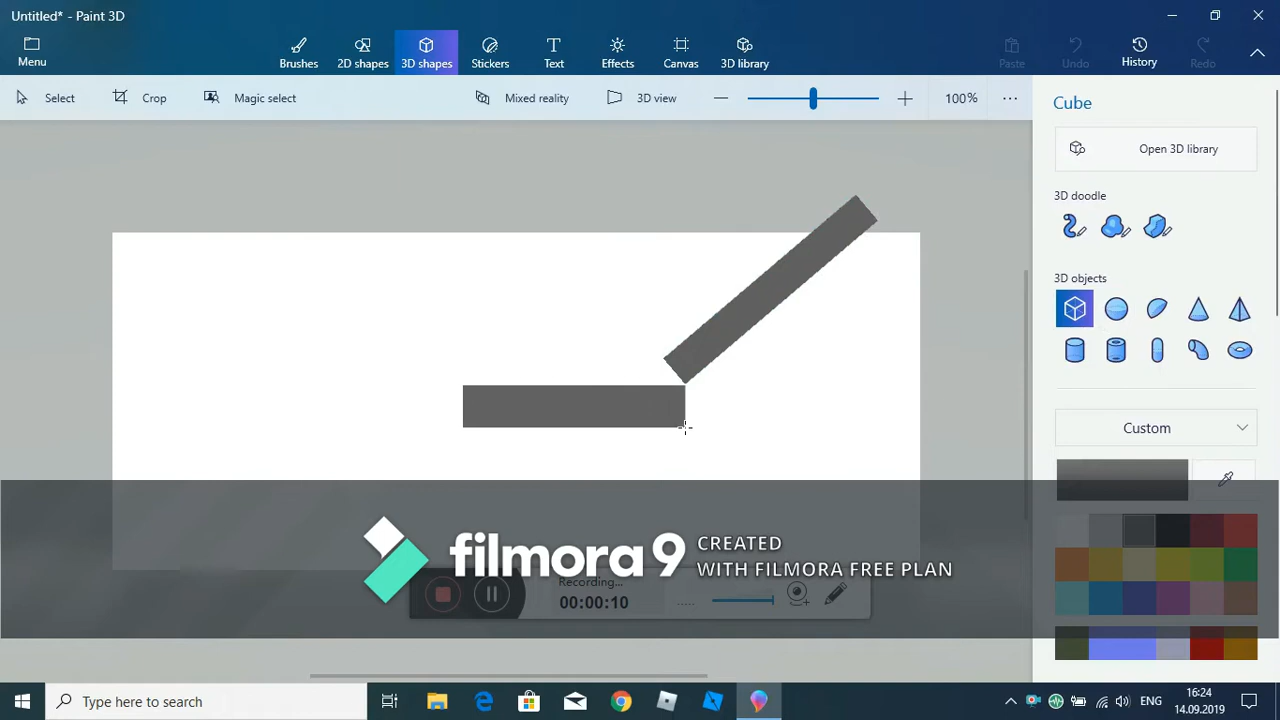 Untitled* - Paint 3D
Menu
Brushes
2D shapes
3D shapes
Stickers
Text
Effects
Canvas
3D library
Paste
Undo
History
Redo
Select
Crop
Magic select
Mixed reality
3D view
100%
Cube
Open 3D library
3D doodle
3D objects
Custom
filmora 9
CREATED
WITH FILMORA FREE PLAN
Recording...
00:00:10
Type here to search
ENG
16:24
14.09.2019